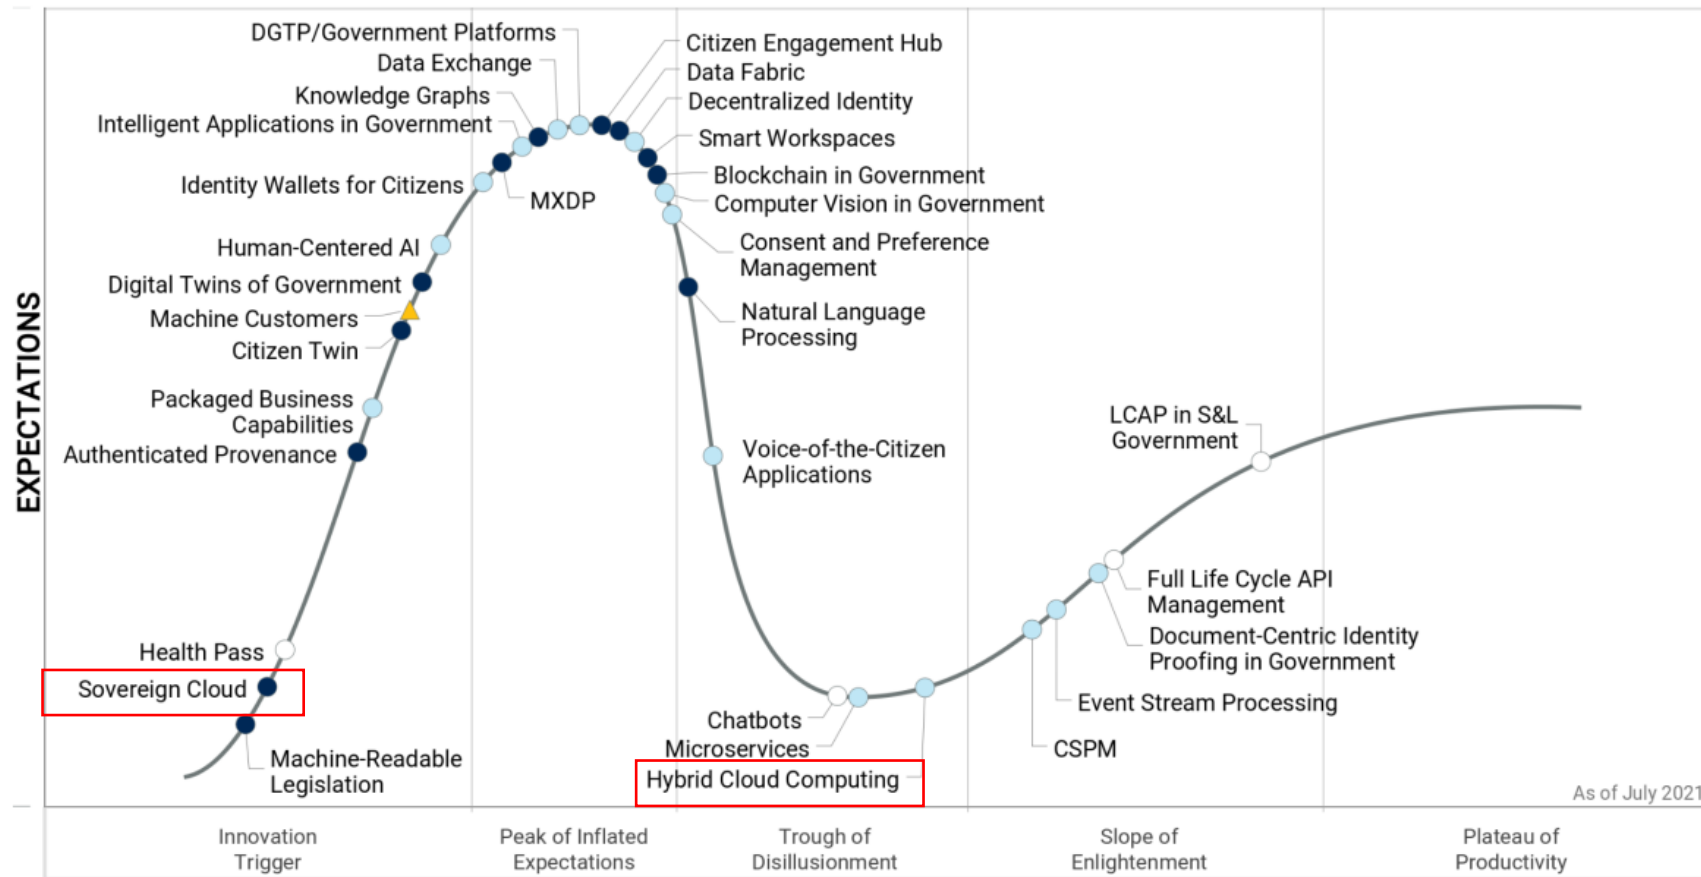 EXPECTATIONS
DGTP/Government Platforms
Data Exchange
Knowledge Graphs
Intelligent Applications in Government
Identity Wallets for Citizens
MXDP
Human-Centered AI
Digital Twins of Government
Machine Customers
Citizen Twin
Packaged Business
Capabilities
Authenticated Provenance
Health Pass
Sovereign Cloud
Machine-Readable
Legislation
Citizen Engagement Hub
Data Fabric
Decentralized Identity
Smart Workspaces
Blockchain in Government
Computer Vision in Government
Consent and Preference
Management
Natural Language
Processing
Voice-of-the-Citizen
Applications
Chatbots
Microservices
Hybrid Cloud Computing
LCAP in S&L
Government
Full Life Cycle API
Management
Document-Centric Identity
Proofing in Government
Event Stream Processing
CSPM
As of July 2021
Innovation
Trigger
Peak of Inflated
Expectations
Trough of
Disillusionment
Slope of
Enlightenment
Plateau of
Productivity